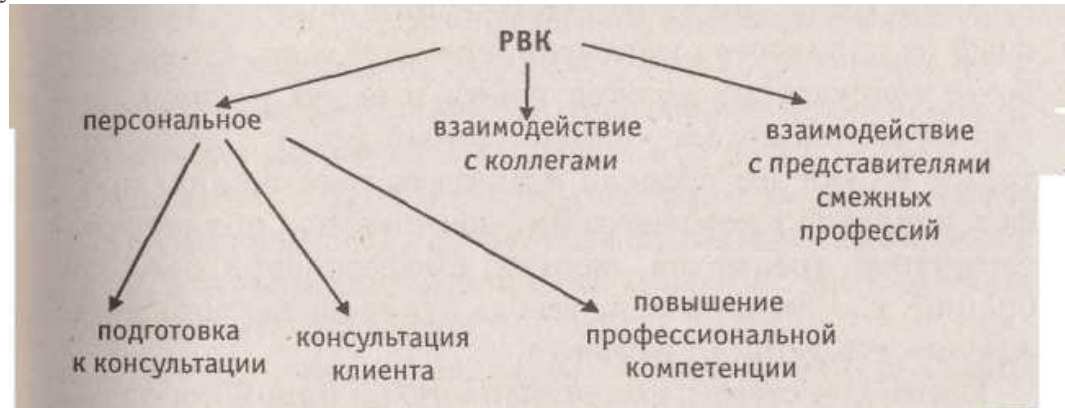 РВК
персональное
взаимодействие
с коллегами
взаимодействие
с представителями
смежных
профессий
подготовка
к консультации
консультация
клиента
повышение
профессиональной
компетенции